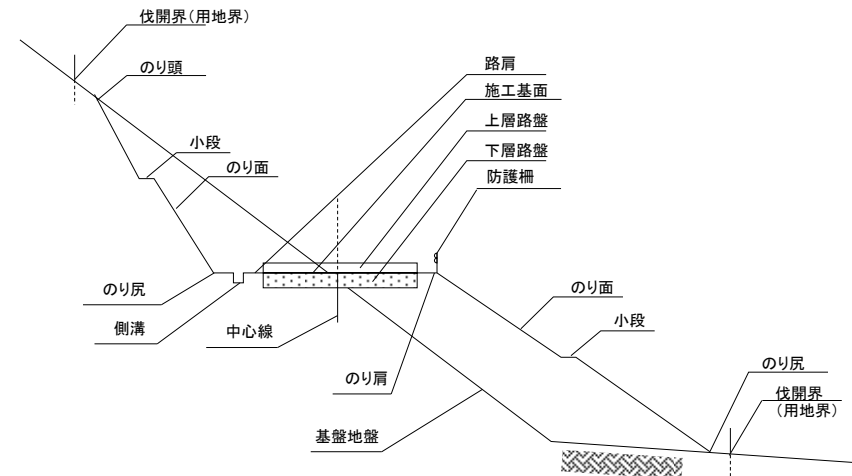 伐開界（用地界）
のり頭
路肩
施工基面
上層路盤
下層路盤
防護柵
小段
のり面
のり尻
側溝
中心線
のり肩
基盤地盤
のり面
小段
のり尻
伐開界
（用地界）